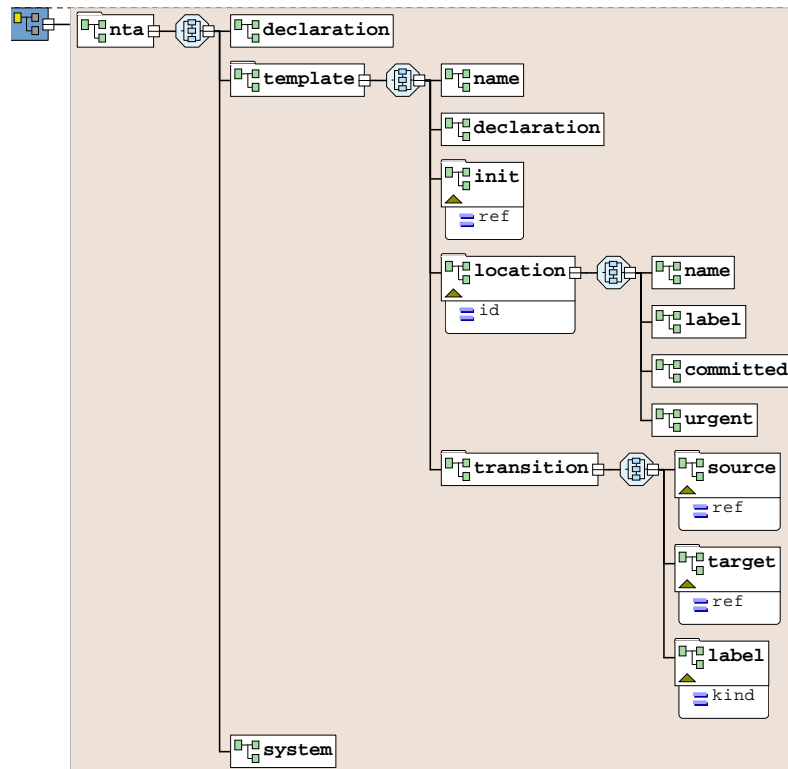 nta
declaration
template
name
declaration
init
ref
location
name
id
label
committed
urgent
transition
source
ref
target
ref
label
kind
system